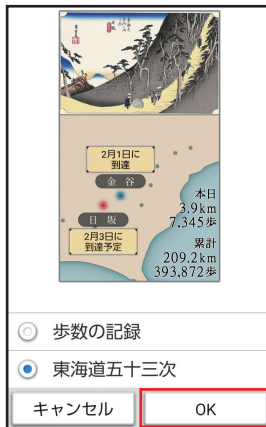 2月1日に
到達
金谷
日坂
2月3日に
到達予定
本日
3.9km
7,345歩
累計
209.2km
393,872歩
歩数の記録
東海道五十三次
キャンセル
OK